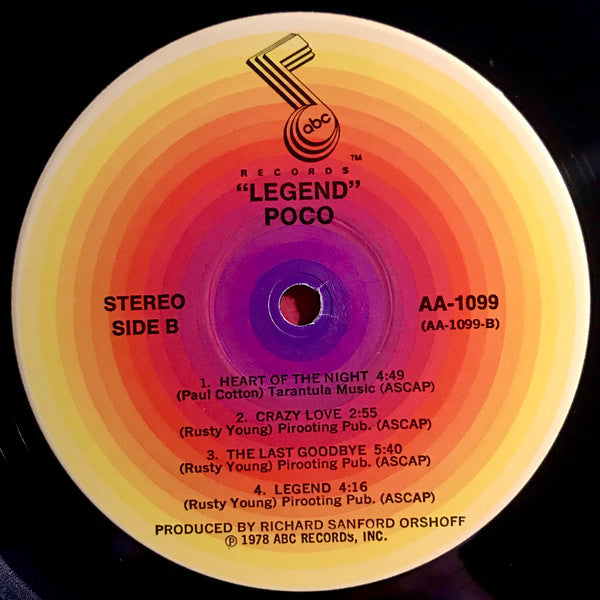 abc
™
RECORDS
“LEGEND”
POCO
STEREO
SIDE B
AA-1099
(AA-1099-B)
1. HEART OF THE NIGHT 4:49
(Paul Cotton) Tarantula Music (ASCAP)
2. CRAZY LOVE 2:55
(Rusty Young) Pirooting Pub. (ASCAP)
3. THE LAST GOODBYE 5:40
(Rusty Young) Pirooting Pub. (ASCAP)
4. LEGEND 4:16
(Rusty Young) Pirooting Pub. (ASCAP)
PRODUCED BY RICHARD SANFORD ORSHOFF
℗ 1978 ABC RECORDS, INC.